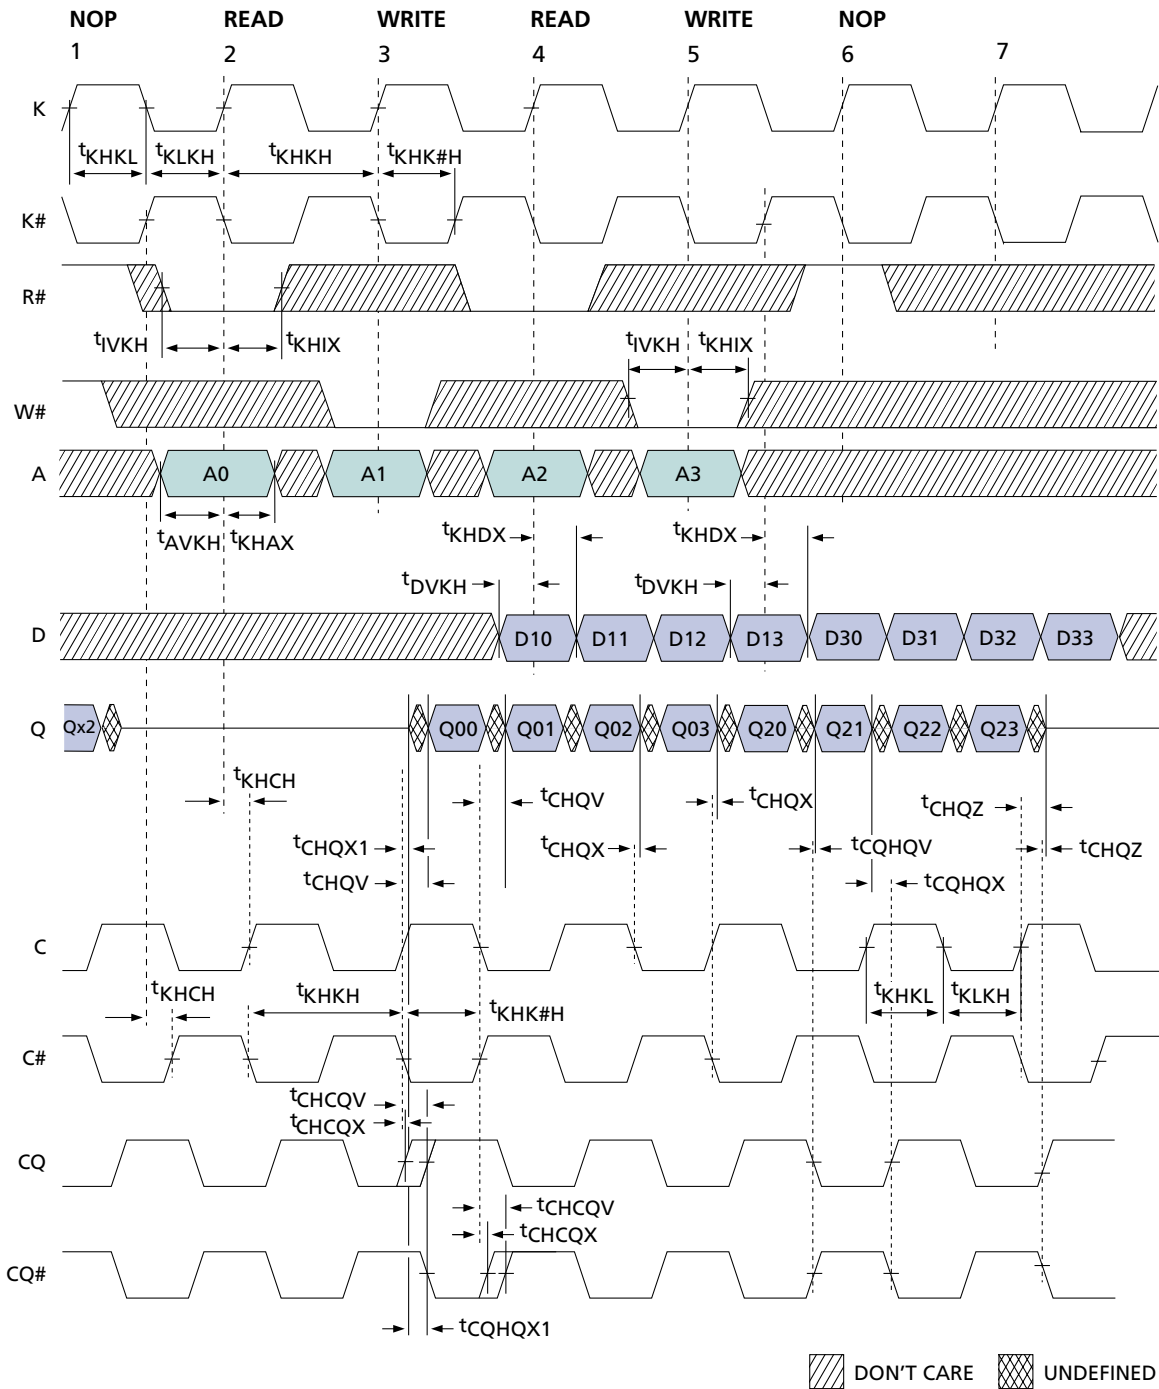 NOP READ WRITE READ WRITE NOP
1 2 3 4 5 6 7
K
tKHKL tKLKH tKHKH tKHK#H
K#
R#
tIVKH tKHIX tIVKH tKHIX
W#
A A0 A1 A2 A3
tAVKH tKHAX tKHDX tKHDX
tDVKH tDVKH
D D10 D11 D12 D13 D30 D31 D32 D33
Q Qx2 Q00 Q01 Q02 Q03 Q20 Q21 Q22 Q23
tKHCH tCHQV tCHQX tCHQZ
tCHQX1 tCHQX tCQHQV tCHQZ
tCHQV tCQHQX
C
tKHCH tKHKH tKHK#H tKHKL tKLKH
C#
tCHCQV
tCHCQX
CQ
tCHCQV
tCHCQX
CQ#
tCQHQX1
DON'T CARE UNDEFINED